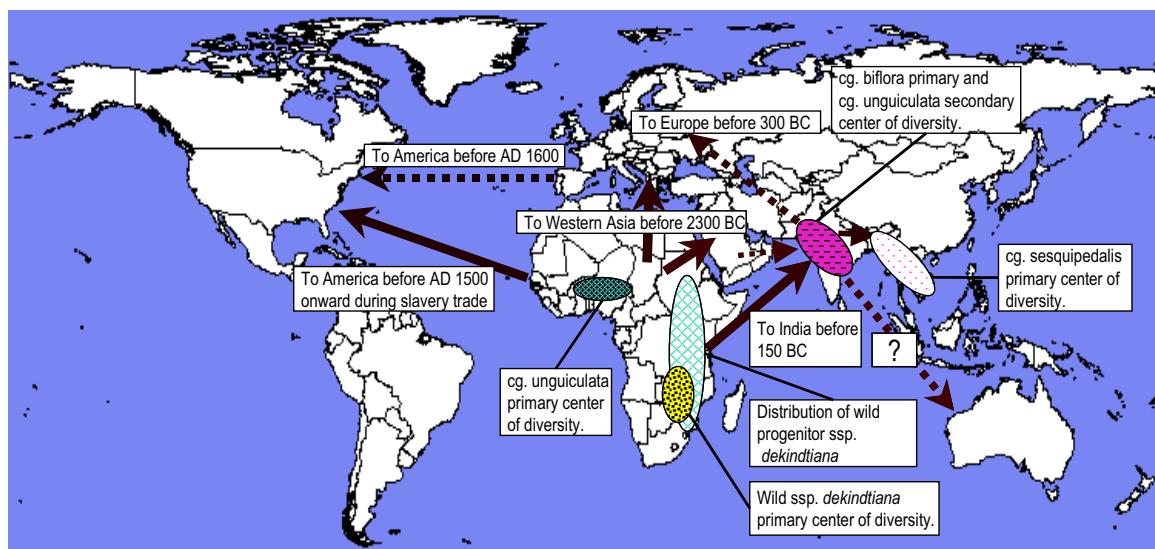 cg. biflora primary and
cg. unguiculata secondary
center of diversity.
To Europe before 300 BC
To America before AD 1600
To Western Asia before 2300 BC
cg. sesquipedalis
primary center of
diversity.
To America before AD 1500
onward during slavery trade
To India before
150 BC
?
cg. unguiculata
primary center
of diversity.
Distribution of wild
progenitor ssp.
dekindtiana
Wild ssp. dekindtiana
primary center of diversity.